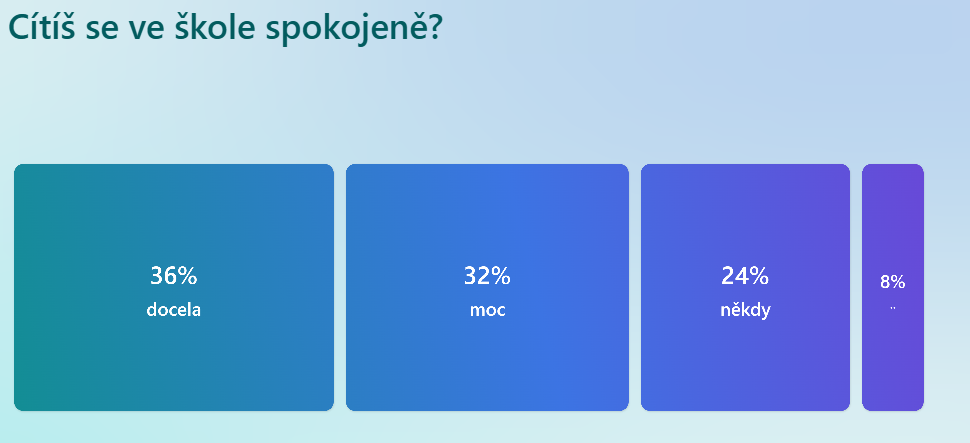 Cítíš se ve škole spokojeně?
36%
docela
32%
moc
24%
někdy
8%
..